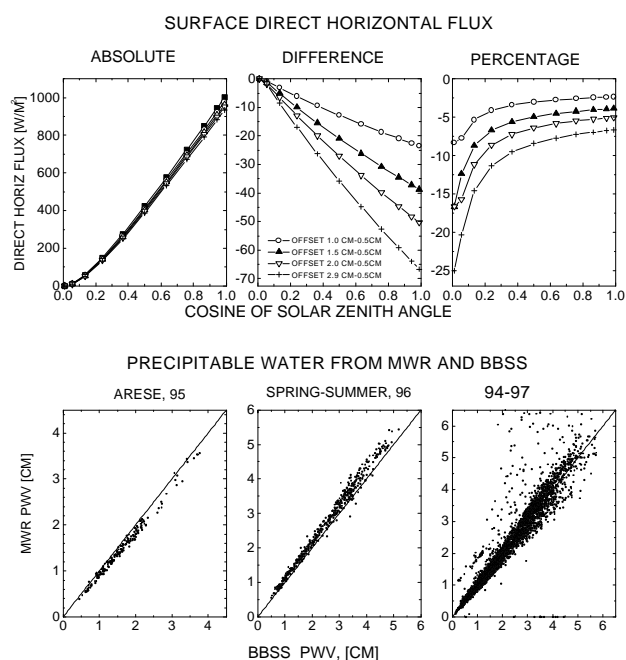 SURFACE DIRECT HORIZONTAL FLUX
ABSOLUTE DIFFERENCE PERCENTAGE
DIRECT HORIZ FLUX [W/M²]
1000
800
600
400
200
0
0.0 0.2 0.4 0.6 0.8 1.0
0
-10
-20
-30
-40
-50
-60
-70
OFFSET 1.0 CM-0.5CM
OFFSET 1.5 CM-0.5CM
OFFSET 2.0 CM-0.5CM
OFFSET 2.9 CM-0.5CM
0.0 0.2 0.4 0.6 0.8 1.0
0
-5
-10
-15
-20
-25
0.0 0.2 0.4 0.6 0.8 1.0
COSINE OF SOLAR ZENITH ANGLE
PRECIPITABLE WATER FROM MWR AND BBSS
ARESE, 95 SPRING-SUMMER, 96 94-97
MWR PWV [CM]
4
3
2
1
0
0 1 2 3 4
6
5
4
3
2
1
0
0 1 2 3 4 5 6
6
5
4
3
2
1
0
0 1 2 3 4 5 6
BBSS PWV, [CM]